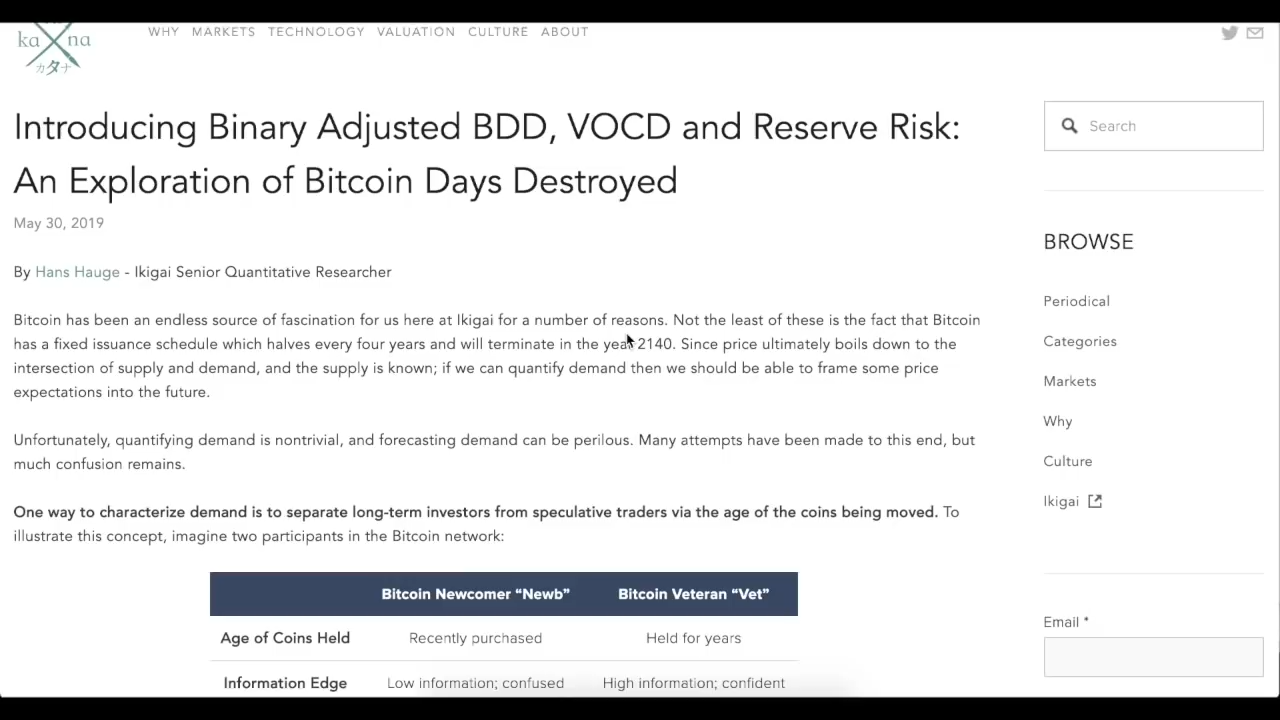 ka na
カタナ
WHY MARKETS TECHNOLOGY VALUATION CULTURE ABOUT
Introducing Binary Adjusted BDD, VOCD and Reserve Risk:
An Exploration of Bitcoin Days Destroyed
May 30, 2019
By Hans Hauge - Ikigai Senior Quantitative Researcher
Bitcoin has been an endless source of fascination for us here at Ikigai for a number of reasons. Not the least of these is the fact that Bitcoin
has a fixed issuance schedule which halves every four years and will terminate in the year 2140. Since price ultimately boils down to the
intersection of supply and demand, and the supply is known; if we can quantify demand then we should be able to frame some price
expectations into the future.
Unfortunately, quantifying demand is nontrivial, and forecasting demand can be perilous. Many attempts have been made to this end, but
much confusion remains.
One way to characterize demand is to separate long-term investors from speculative traders via the age of the coins being moved. To
illustrate this concept, imagine two participants in the Bitcoin network:
Bitcoin Newcomer “Newb” Bitcoin Veteran “Vet”
Age of Coins Held Recently purchased Held for years
Information Edge Low information; confused High information; confident
Search
BROWSE
Periodical
Categories
Markets
Why
Culture
Ikigai
Email *